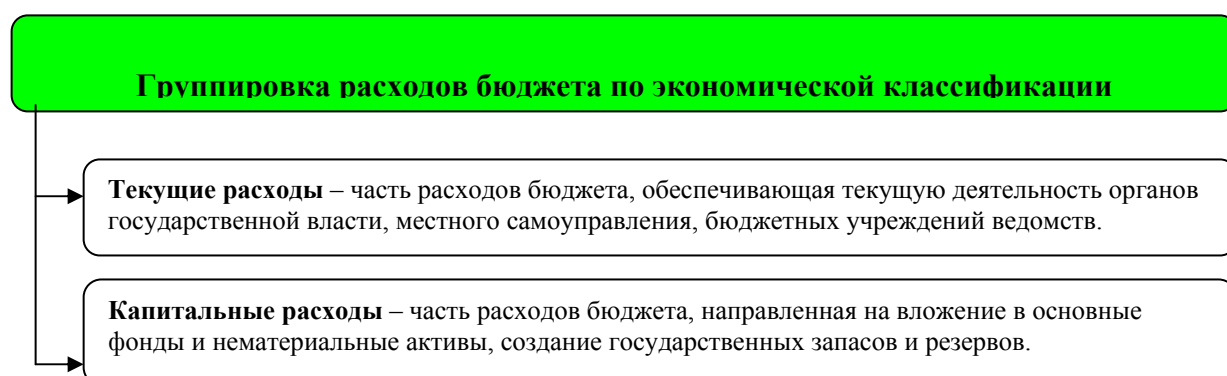 Группировка расходов бюджета по экономической классификации
Текущие расходы – часть расходов бюджета, обеспечивающая текущую деятельность органов
государственной власти, местного самоуправления, бюджетных учреждений ведомств.
Капитальные расходы – часть расходов бюджета, направленная на вложение в основные
фонды и нематериальные активы, создание государственных запасов и резервов.